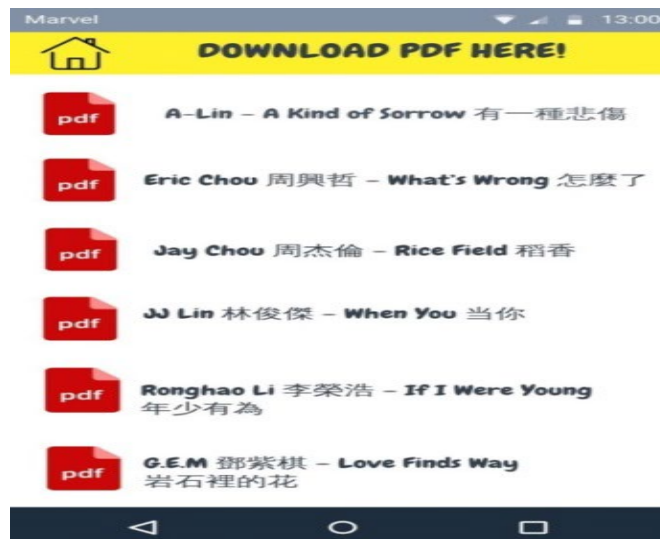 Marvel 13:00
DOWNLOAD PDF HERE!
pdf A-Lin - A Kind of Sorrow 有一種悲傷
pdf Eric Chou 周興哲 - What's Wrong 怎麼了
pdf Jay Chou 周杰倫 - Rice Field 稻香
pdf JJ Lin 林俊傑 - When You 当你
pdf Ronghao Li 李榮浩 - If I Were Young
年少有為
pdf G.E.M 鄧紫棋 - Love Finds Way
岩石裡的花